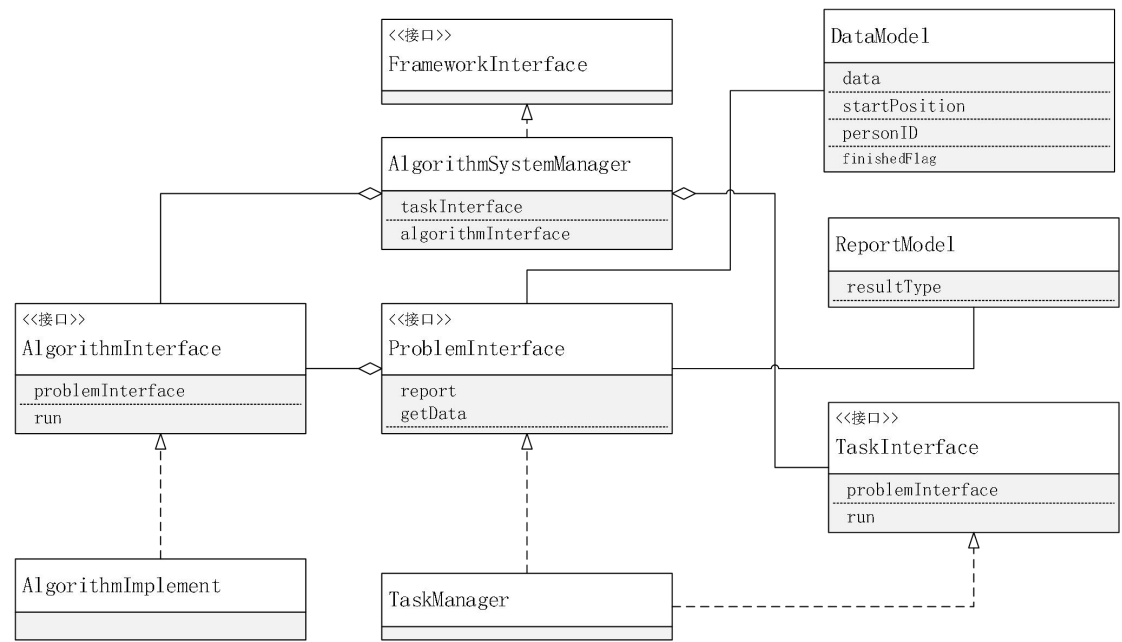 <<接口>>
FrameworkInterface
DataModel
data
startPosition
personID
finishedFlag
AlgorithmSystemManager
taskInterface
algorithmInterface
ReportModel
resultType
<<接口>>
AlgorithmInterface
problemInterface
run
<<接口>>
ProblemInterface
report
getData
<<接口>>
TaskInterface
problemInterface
run
AlgorithmImplement
TaskManager